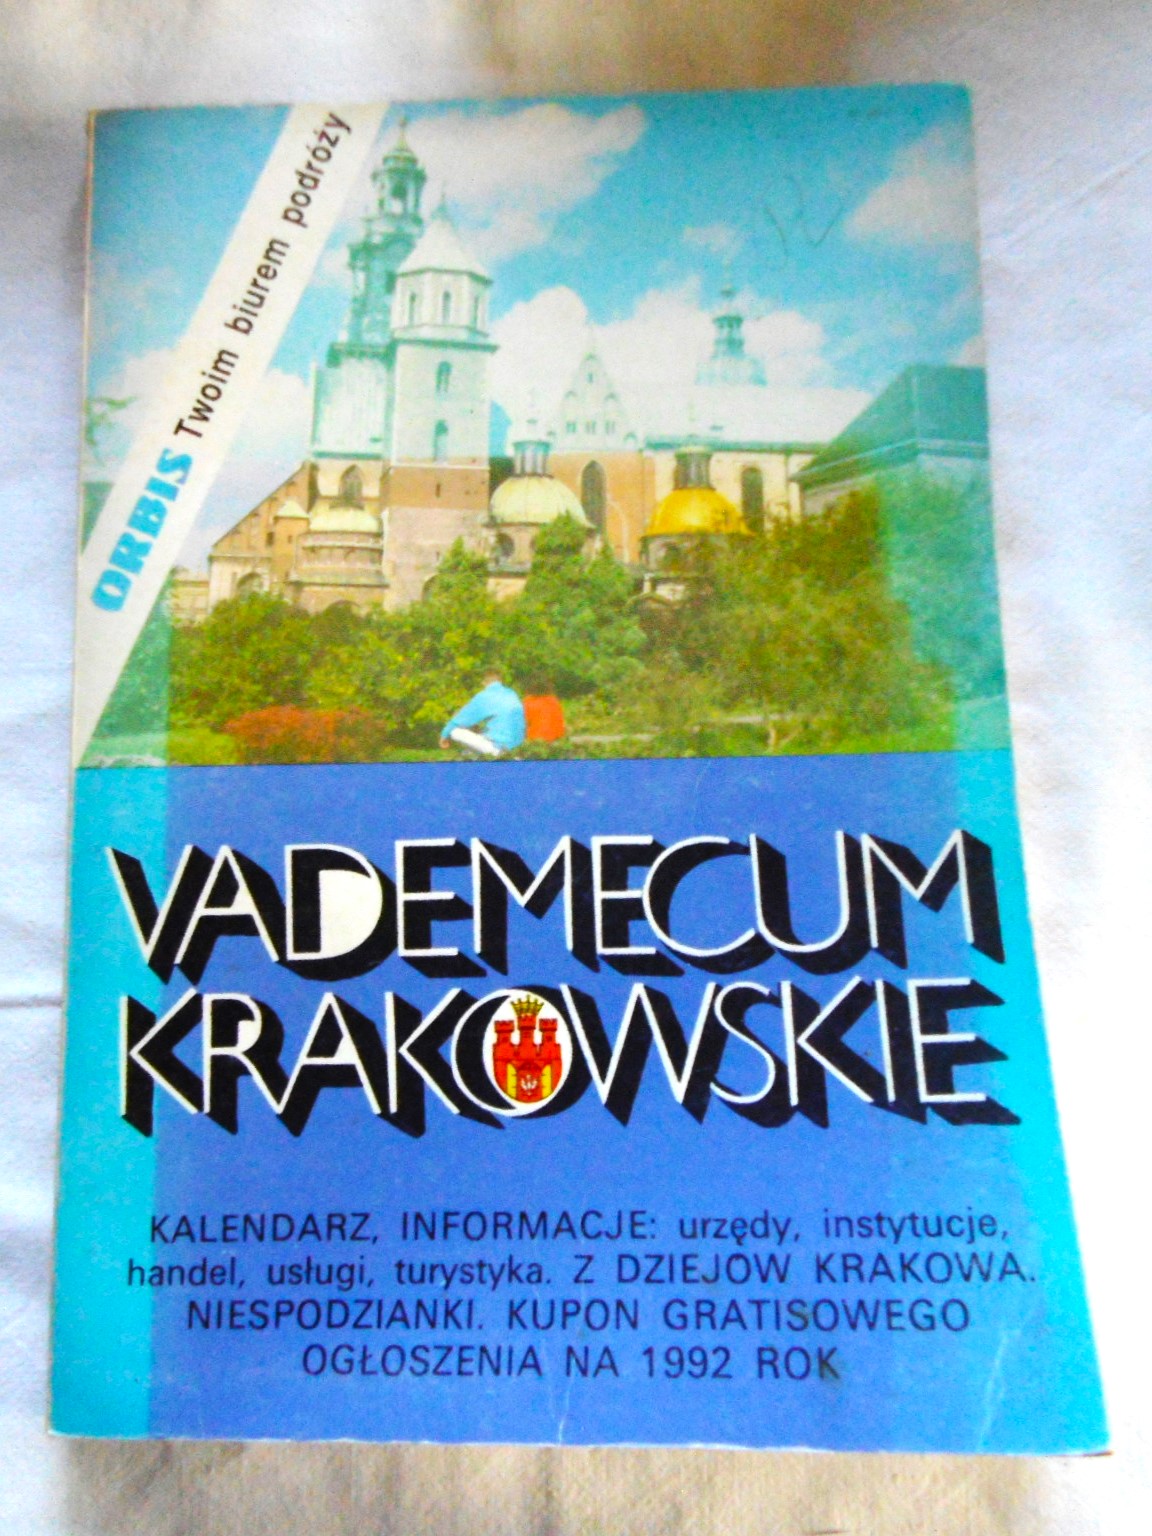 ORBIS Twoim biurem podróży
VADEMECUM
KRAKOWSKIE
KALENDARZ, INFORMACJE: urzędy, instytucje,
handel, usługi, turystyka. Z DZIEJÓW KRAKOWA.
NIESPODZIANKI. KUPON GRATISOWEGO
OGŁOSZENIA NA 1992 ROK